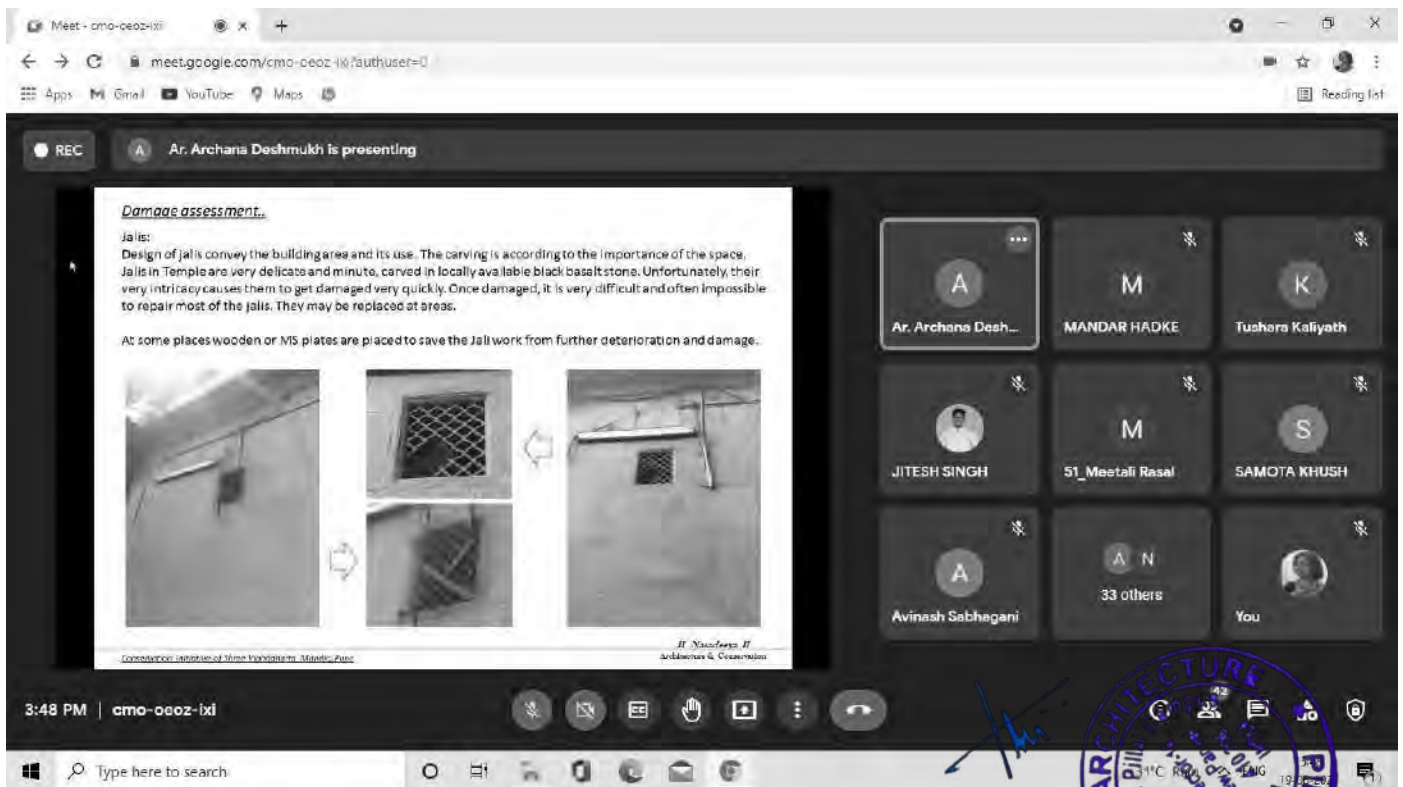 Meet - cmo-oeoz-ixi
meet.google.com/cmo-oeoz-ixi?authuser=0
Apps Gmail YouTube Maps
Reading list
REC
A Ar. Archana Deshmukh is presenting
Damage assessment..
Jalis:
Design of jalis convey the building area and its use. The carving is according to the importance of the space.
Jalis in Temple are very delicate and minute, carved in locally available black basalt stone. Unfortunately, their
very intricacy causes them to get damaged very quickly. Once damaged, it is very difficult and often impossible
to repair most of the jalis. They may be replaced at areas.
At some places wooden or MS plates are placed to save the Jali work from further deterioration and damage.
Architecture & Conservation
A
Ar. Archana Desh...
M
MANDAR HADKE
K
Tushara Kaliyath
JITESH SINGH
M
51_Meetali Rasal
S
SAMOTA KHUSH
A
Avinash Sabhagani
A N
33 others
You
3:48 PM | cmo-oeoz-ixi
CC
42
Type here to search
31°C
ENG
ARCHITECTURE